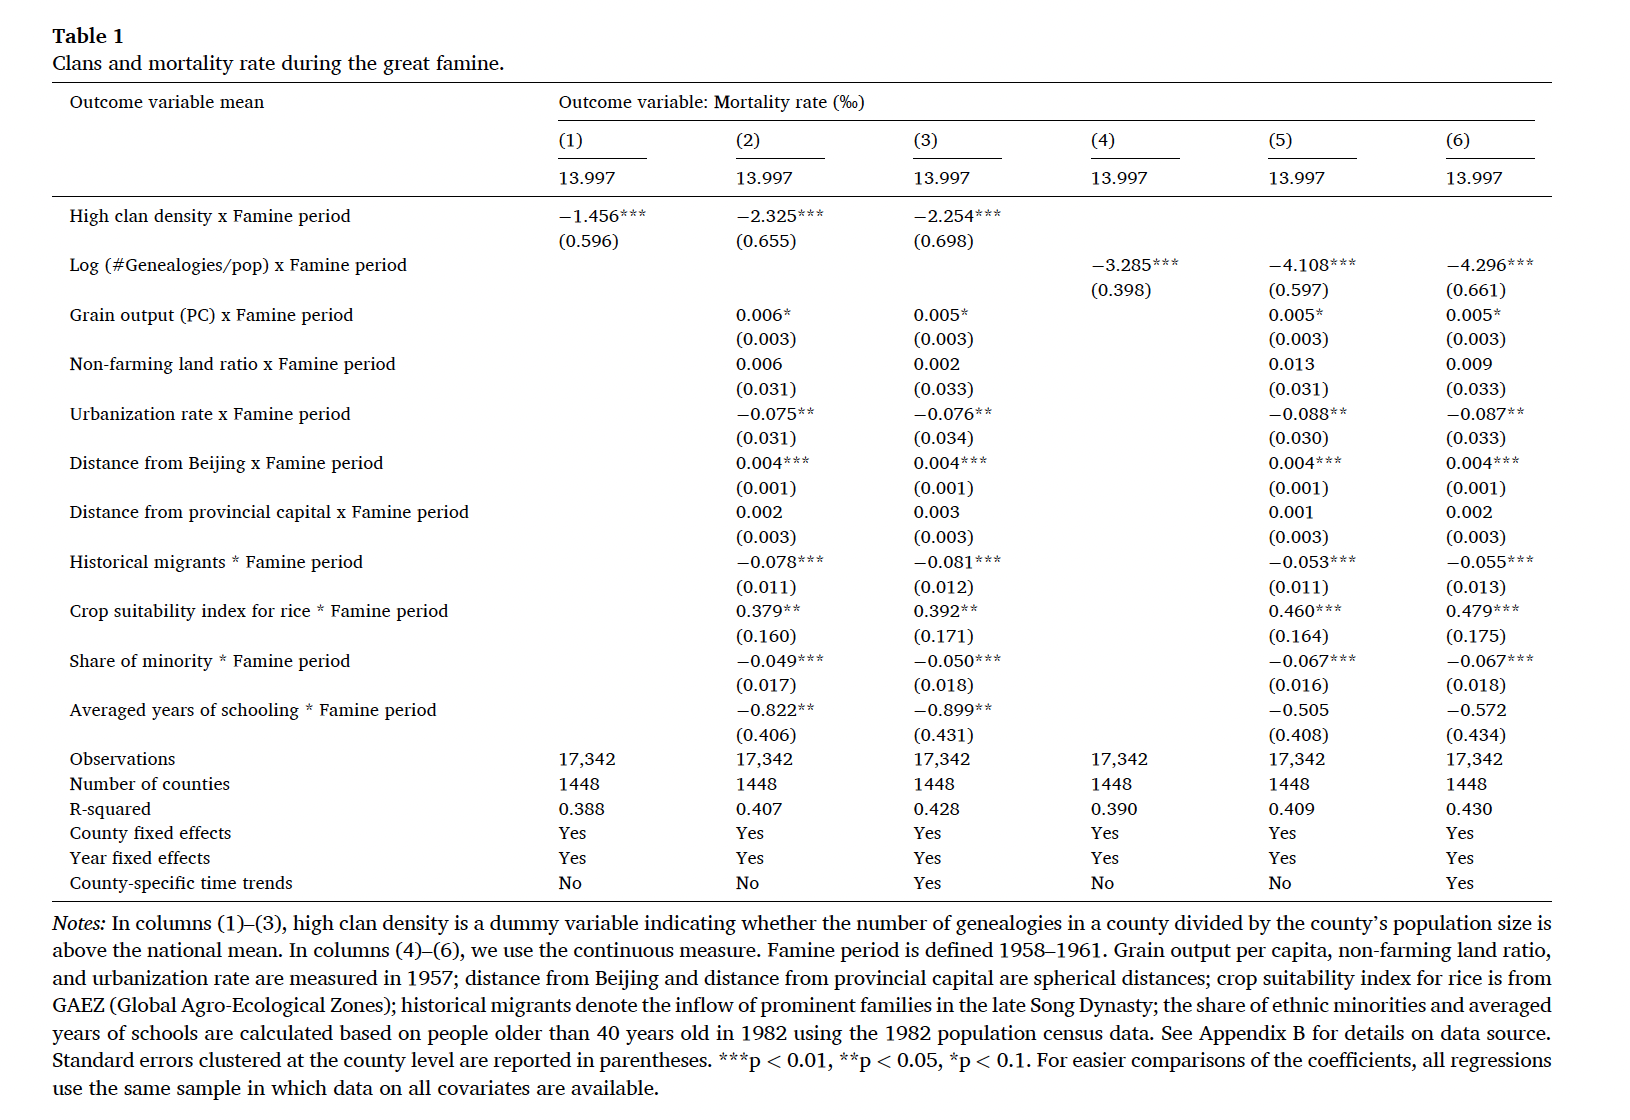 Table 1
Clans and mortality rate during the great famine.
Outcome variable mean Outcome variable: Mortality rate (‰)
(1) (2) (3) (4) (5) (6)
13.997 13.997 13.997 13.997 13.997 13.997
High clan density x Famine period −1.456*** −2.325*** −2.254***
(0.596) (0.655) (0.698)
Log (#Genealogies/pop) x Famine period −3.285*** −4.108*** −4.296***
(0.398) (0.597) (0.661)
Grain output (PC) x Famine period 0.006* 0.005* 0.005* 0.005*
(0.003) (0.003) (0.003) (0.003)
Non-farming land ratio x Famine period 0.006 0.002 0.013 0.009
(0.031) (0.033) (0.031) (0.033)
Urbanization rate x Famine period −0.075** −0.076** −0.088** −0.087**
(0.031) (0.034) (0.030) (0.033)
Distance from Beijing x Famine period 0.004*** 0.004*** 0.004*** 0.004***
(0.001) (0.001) (0.001) (0.001)
Distance from provincial capital x Famine period 0.002 0.003 0.001 0.002
(0.003) (0.003) (0.003) (0.003)
Historical migrants * Famine period −0.078*** −0.081*** −0.053*** −0.055***
(0.011) (0.012) (0.011) (0.013)
Crop suitability index for rice * Famine period 0.379** 0.392** 0.460*** 0.479***
(0.160) (0.171) (0.164) (0.175)
Share of minority * Famine period −0.049*** −0.050*** −0.067*** −0.067***
(0.017) (0.018) (0.016) (0.018)
Averaged years of schooling * Famine period −0.822** −0.899** −0.505 −0.572
(0.406) (0.431) (0.408) (0.434)
Observations 17,342 17,342 17,342 17,342 17,342 17,342
Number of counties 1448 1448 1448 1448 1448 1448
R-squared 0.388 0.407 0.428 0.390 0.409 0.430
County fixed effects Yes Yes Yes Yes Yes Yes
Year fixed effects Yes Yes Yes Yes Yes Yes
County-specific time trends No No Yes No No Yes
Notes: In columns (1)–(3), high clan density is a dummy variable indicating whether the number of genealogies in a county divided by the county's population size is
above the national mean. In columns (4)–(6), we use the continuous measure. Famine period is defined 1958–1961. Grain output per capita, non-farming land ratio,
and urbanization rate are measured in 1957; distance from Beijing and distance from provincial capital are spherical distances; crop suitability index for rice is from
GAEZ (Global Agro-Ecological Zones); historical migrants denote the inflow of prominent families in the late Song Dynasty; the share of ethnic minorities and averaged
years of schools are calculated based on people older than 40 years old in 1982 using the 1982 population census data. See Appendix B for details on data source.
Standard errors clustered at the county level are reported in parentheses. ***p < 0.01, **p < 0.05, *p < 0.1. For easier comparisons of the coefficients, all regressions
use the same sample in which data on all covariates are available.